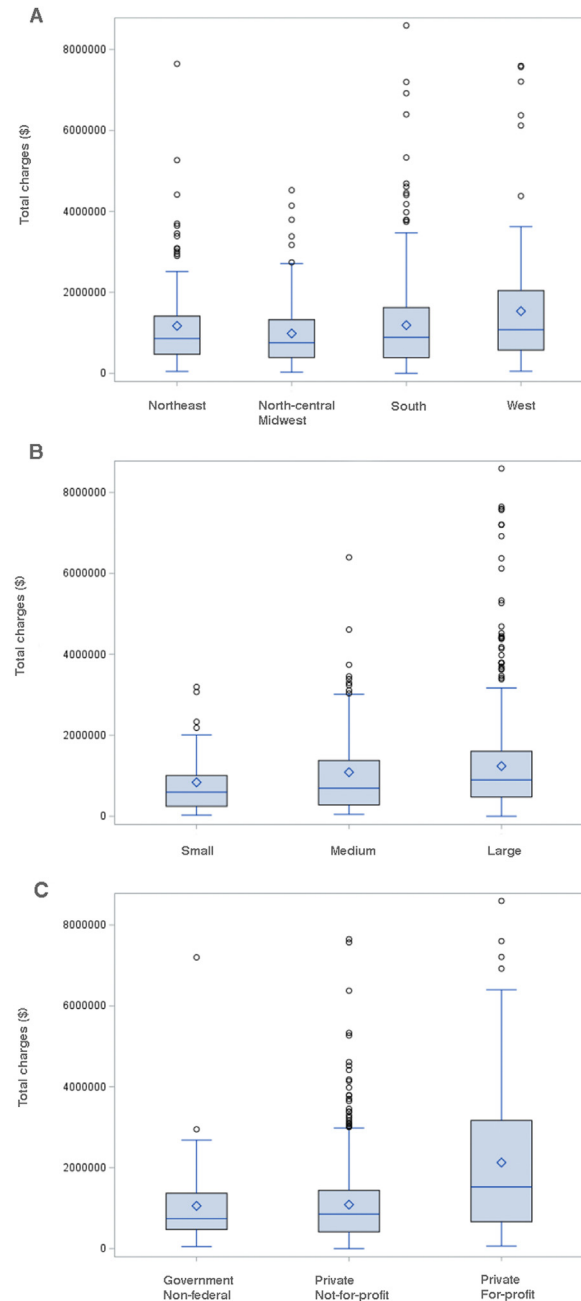 A
Total charges ($)
8000000
6000000
4000000
2000000
0
Northeast
North-central
Midwest
South
West
B
Total charges ($)
8000000
6000000
4000000
2000000
0
Small
Medium
Large
C
Total charges ($)
8000000
6000000
4000000
2000000
0
Government
Non-federal
Private
Not-for-profit
Private
For-profit